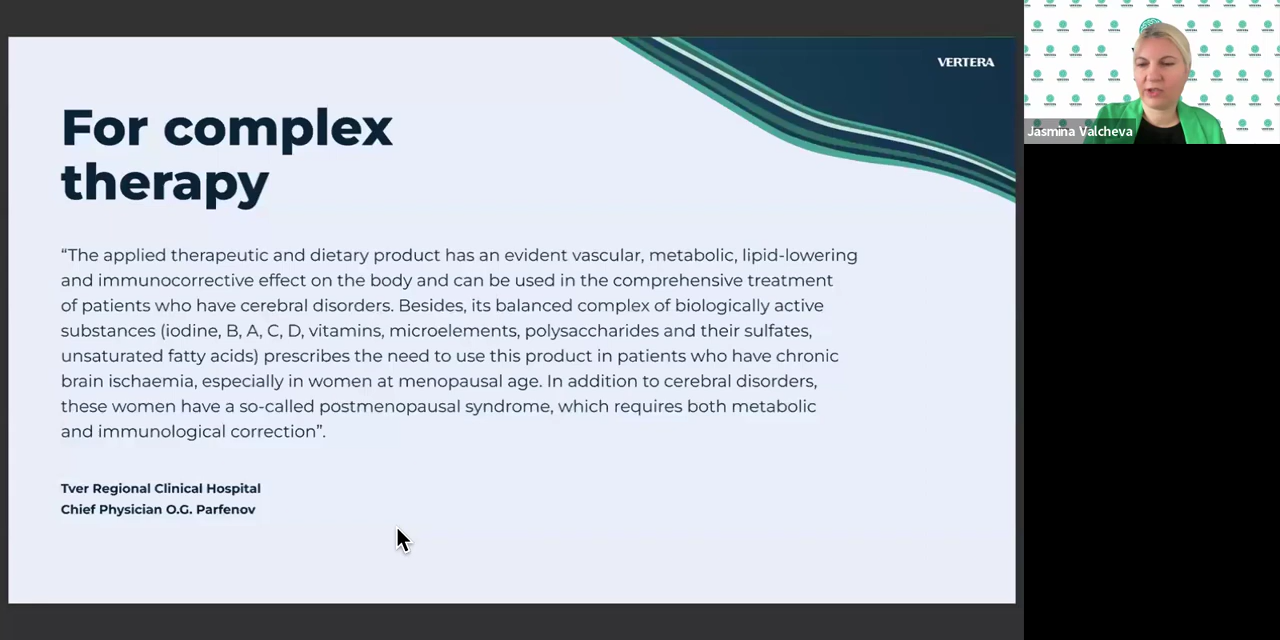 VERTERA
For complex
therapy
“The applied therapeutic and dietary product has an evident vascular, metabolic, lipid-lowering
and immunocorrective effect on the body and can be used in the comprehensive treatment
of patients who have cerebral disorders. Besides, its balanced complex of biologically active
substances (iodine, B, A, C, D, vitamins, microelements, polysaccharides and their sulfates,
unsaturated fatty acids) prescribes the need to use this product in patients who have chronic
brain ischaemia, especially in women at menopausal age. In addition to cerebral disorders,
these women have a so-called postmenopausal syndrome, which requires both metabolic
and immunological correction”.
Tver Regional Clinical Hospital
Chief Physician O.G. Parfenov
Jasmina Valcheva